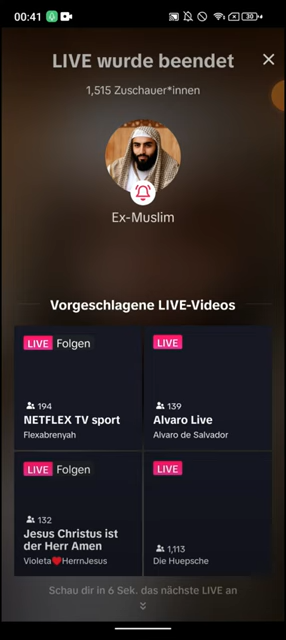 00:41
30
LIVE wurde beendet
1,515 Zuschauer*innen
Ex-Muslim
Vorgeschlagene LIVE-Videos
LIVE Folgen
194
NETFLEX TV sport
Flexabrenyah
LIVE
139
Alvaro Live
Alvaro de Salvador
LIVE Folgen
132
Jesus Christus ist
der Herr Amen
Violeta❤️HerrnJesus
LIVE
1,113
Die Huepsche
Schau dir in 6 Sek. das nächste LIVE an